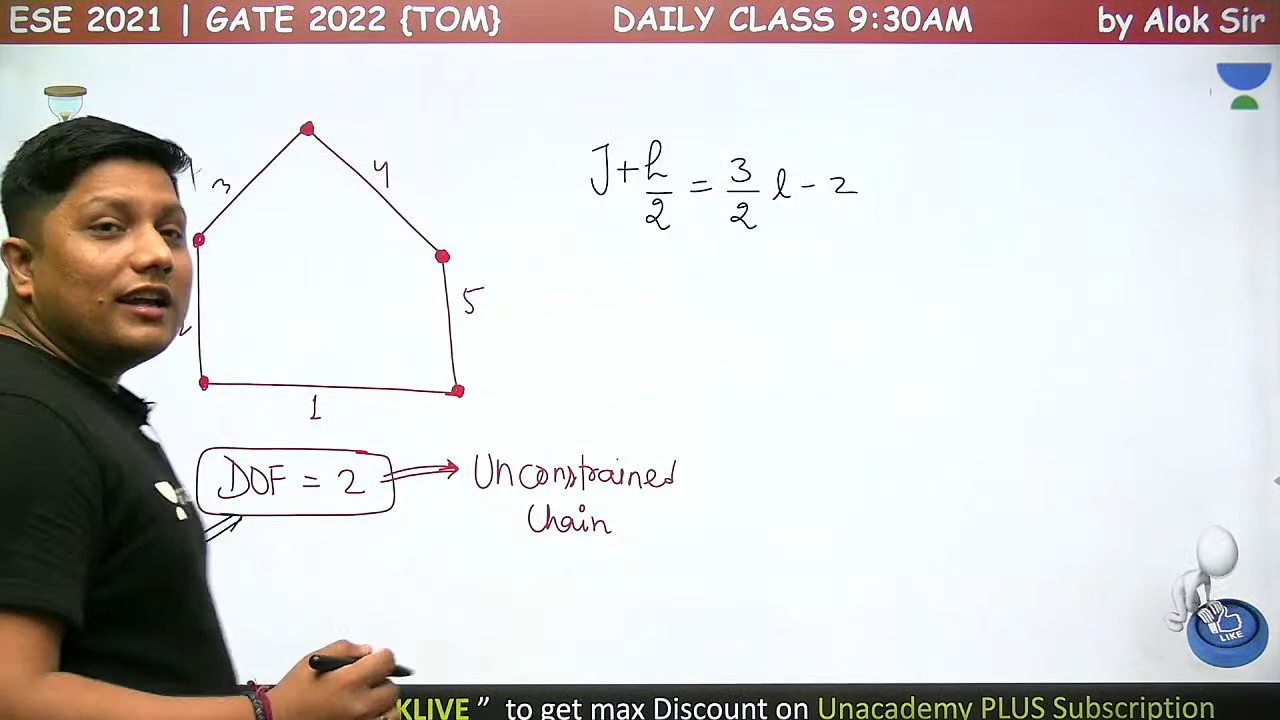 ESE 2021 | GATE 2022 {TOM} DAILY CLASS 9:30AM by Alok Sir
3 4
J + h/2 = 3/2 l - 2
5
1
DOF = 2 Unconstrained
Chain
LIKE
KLIVE ” to get max Discount on Unacademy PLUS Subscription